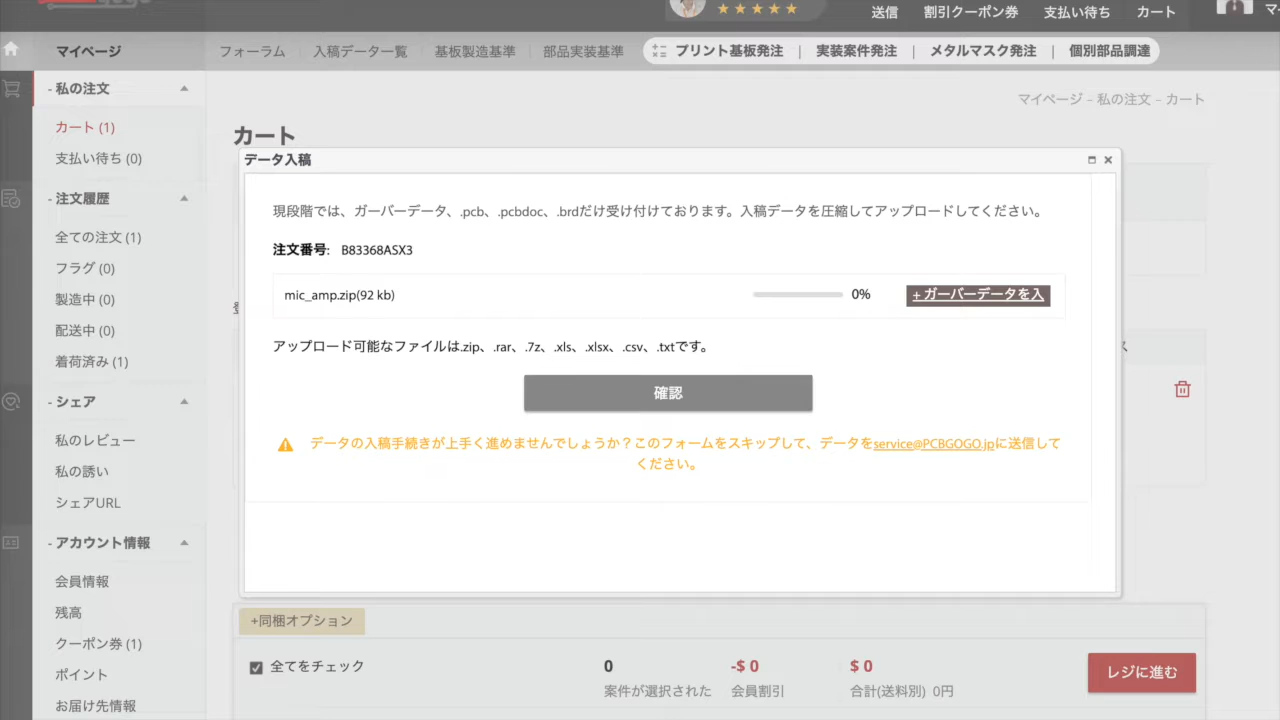 送信 割引クーポン券 支払い待ち カート
マイページ フォーラム 入稿データ一覧 基板製造基準 部品実装基準 プリント基板発注 | 実装案件発注 | メタルマスク発注 | 個別部品調達
- 私の注文
カート (1)
支払い待ち (0)
- 注文履歴
全ての注文 (1)
フラグ (0)
製造中 (0)
配送中 (0)
着荷済み (1)
- シェア
私のレビュー
私の誘い
シェアURL
- アカウント情報
会員情報
残高
クーポン券 (1)
ポイント
お届け先情報
マイページ – 私の注文 – カート
カート
データ入稿
現段階では、ガーバーデータ、.pcb、.pcbdoc、.brdだけ受け付けております。入稿データを圧縮してアップロードしてください。
注文番号: B83368ASX3
mic_amp.zip(92 kb) 0% + ガーバーデータを入
アップロード可能なファイルは.zip、.rar、.7z、.xls、.xlsx、.csv、.txtです。
確認
データの入稿手続きが上手く進めませんでしょうか？このフォームをスキップして、データをservice@PCBGOGO.jpに送信して
ください。
+同梱オプション
全てをチェック 0 -$ 0 $ 0 レジに進む
案件が選択された 会員割引 合計(送料別) 0円